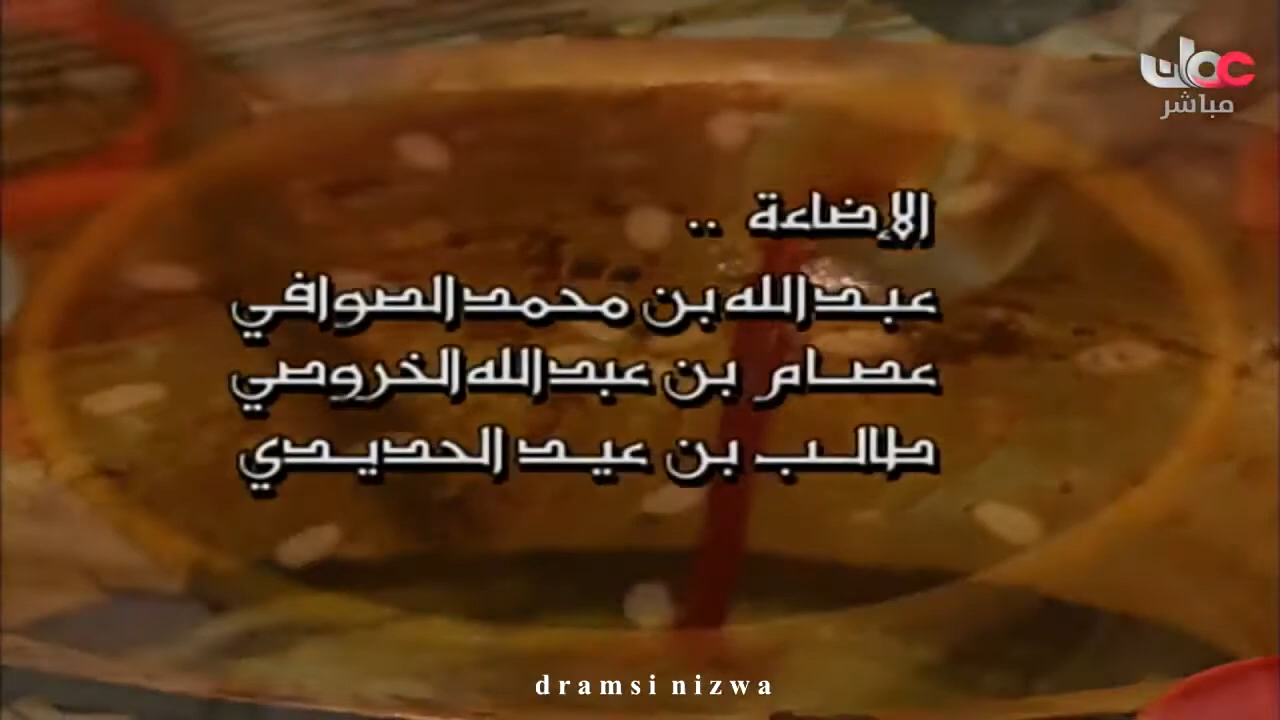 عمان
مباشر
الإضاءة ..
عبدالله بن محمد الصوافي
عصام بن عبدالله الخروصي
طالب بن عيد الحديدي
dramsi nizwa